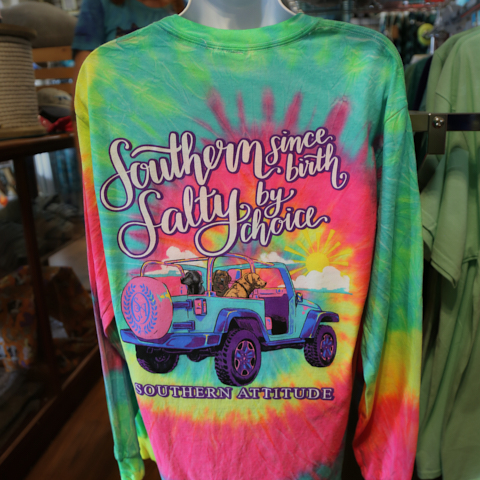 Southern since birth
Salty by choice
SOUTHERN ATTITUDE